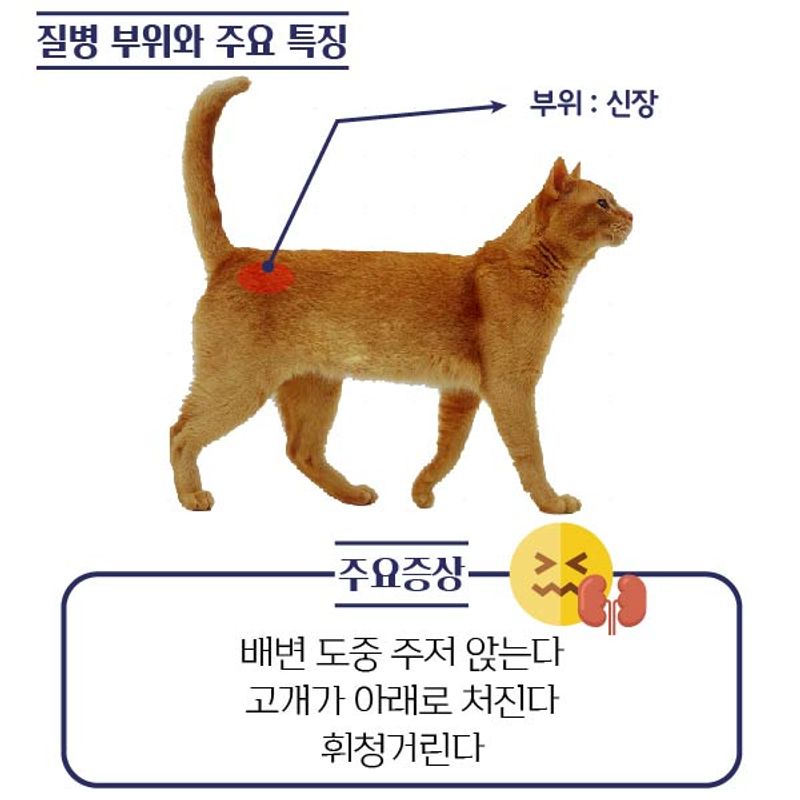 질병 부위와 주요 특징
부위 : 신장
주요증상
배변 도중 주저 앉는다
고개가 아래로 처진다
휘청거린다